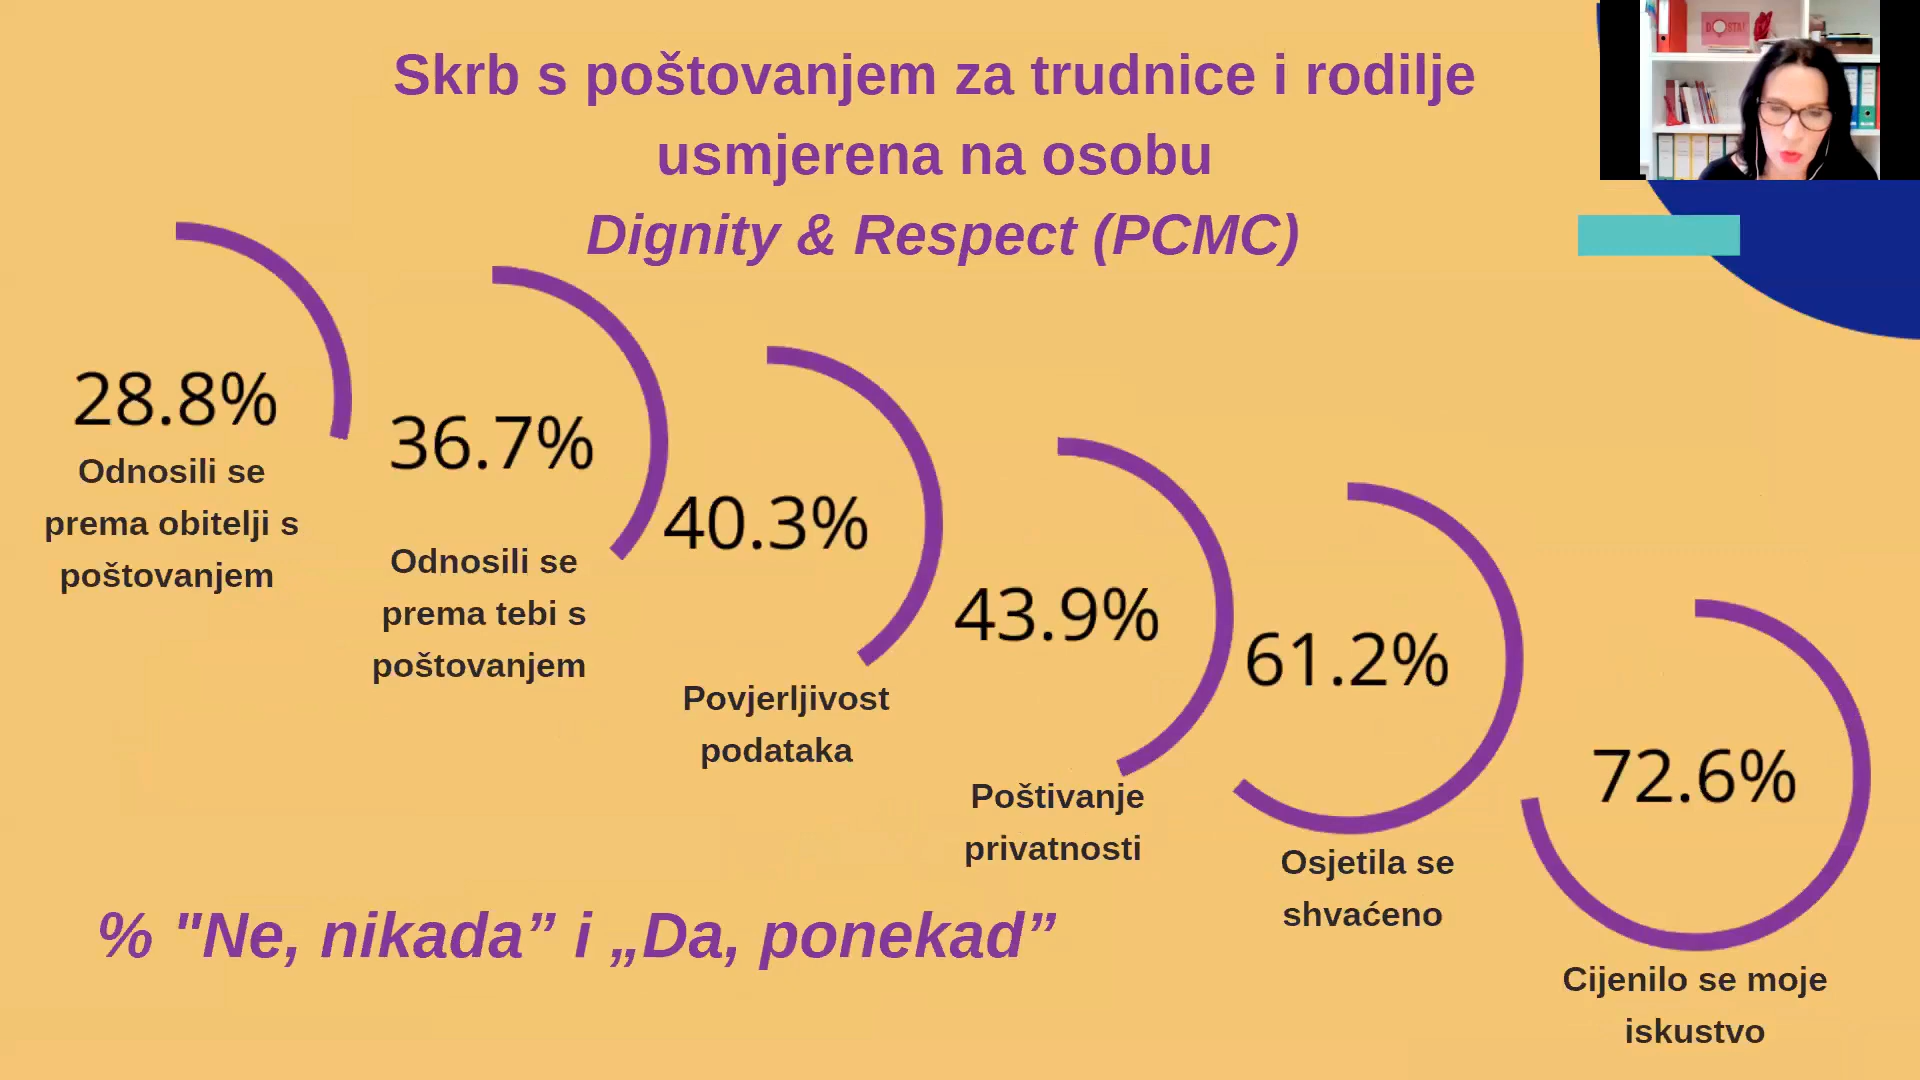 Skrb s poštovanjem za trudnice i rodilje
usmjerena na osobu
Dignity & Respect (PCMC)
28.8%
Odnosili se
prema obitelji s
poštovanjem
36.7%
Odnosili se
prema tebi s
poštovanjem
40.3%
Povjerljivost
podataka
43.9%
Poštivanje
privatnosti
61.2%
Osjetila se
shvaćeno
72.6%
Cijenilo se moje
iskustvo
% "Ne, nikada” i „Da, ponekad”